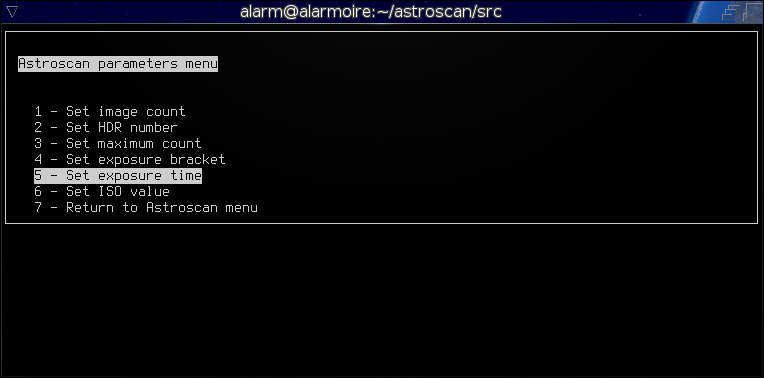 alarm@alarmoire:~/astroscan/src
Astroscan parameters menu
1 - Set image count
2 - Set HDR number
3 - Set maximum count
4 - Set exposure bracket
5 - Set exposure time
6 - Set ISO value
7 - Return to Astroscan menu